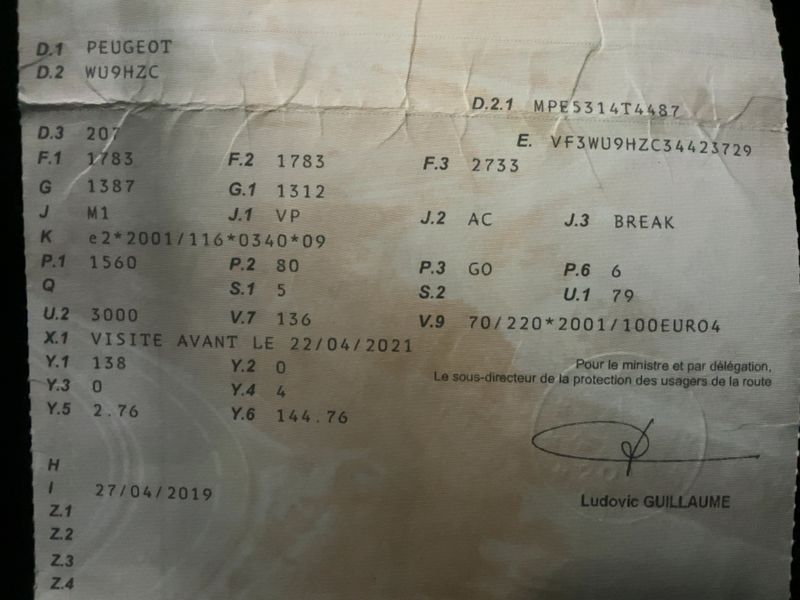 D.1 PEUGEOT
D.2 WU9HZC
D.2.1 MPE5314T4487
D.3 207
E. VF3WU9HZC34423729
F.1 1783 F.2 1783 F.3 2733
G 1387 G.1 1312
J M1 J.1 VP J.2 AC J.3 BREAK
K e2*2001/116*0340*09
P.1 1560 P.2 80 P.3 GO P.6 6
Q S.1 5 S.2 U.1 79
U.2 3000 V.7 136 V.9 70/220*2001/100EURO4
X.1 VISITE AVANT LE 22/04/2021
Y.1 138 Y.2 0
Y.3 0 Y.4 4
Y.5 2.76 Y.6 144.76
Pour le ministre et par délégation,
Le sous-directeur de la protection des usagers de la route
H
I 27/04/2019
Ludovic GUILLAUME
Z.1
Z.2
Z.3
Z.4